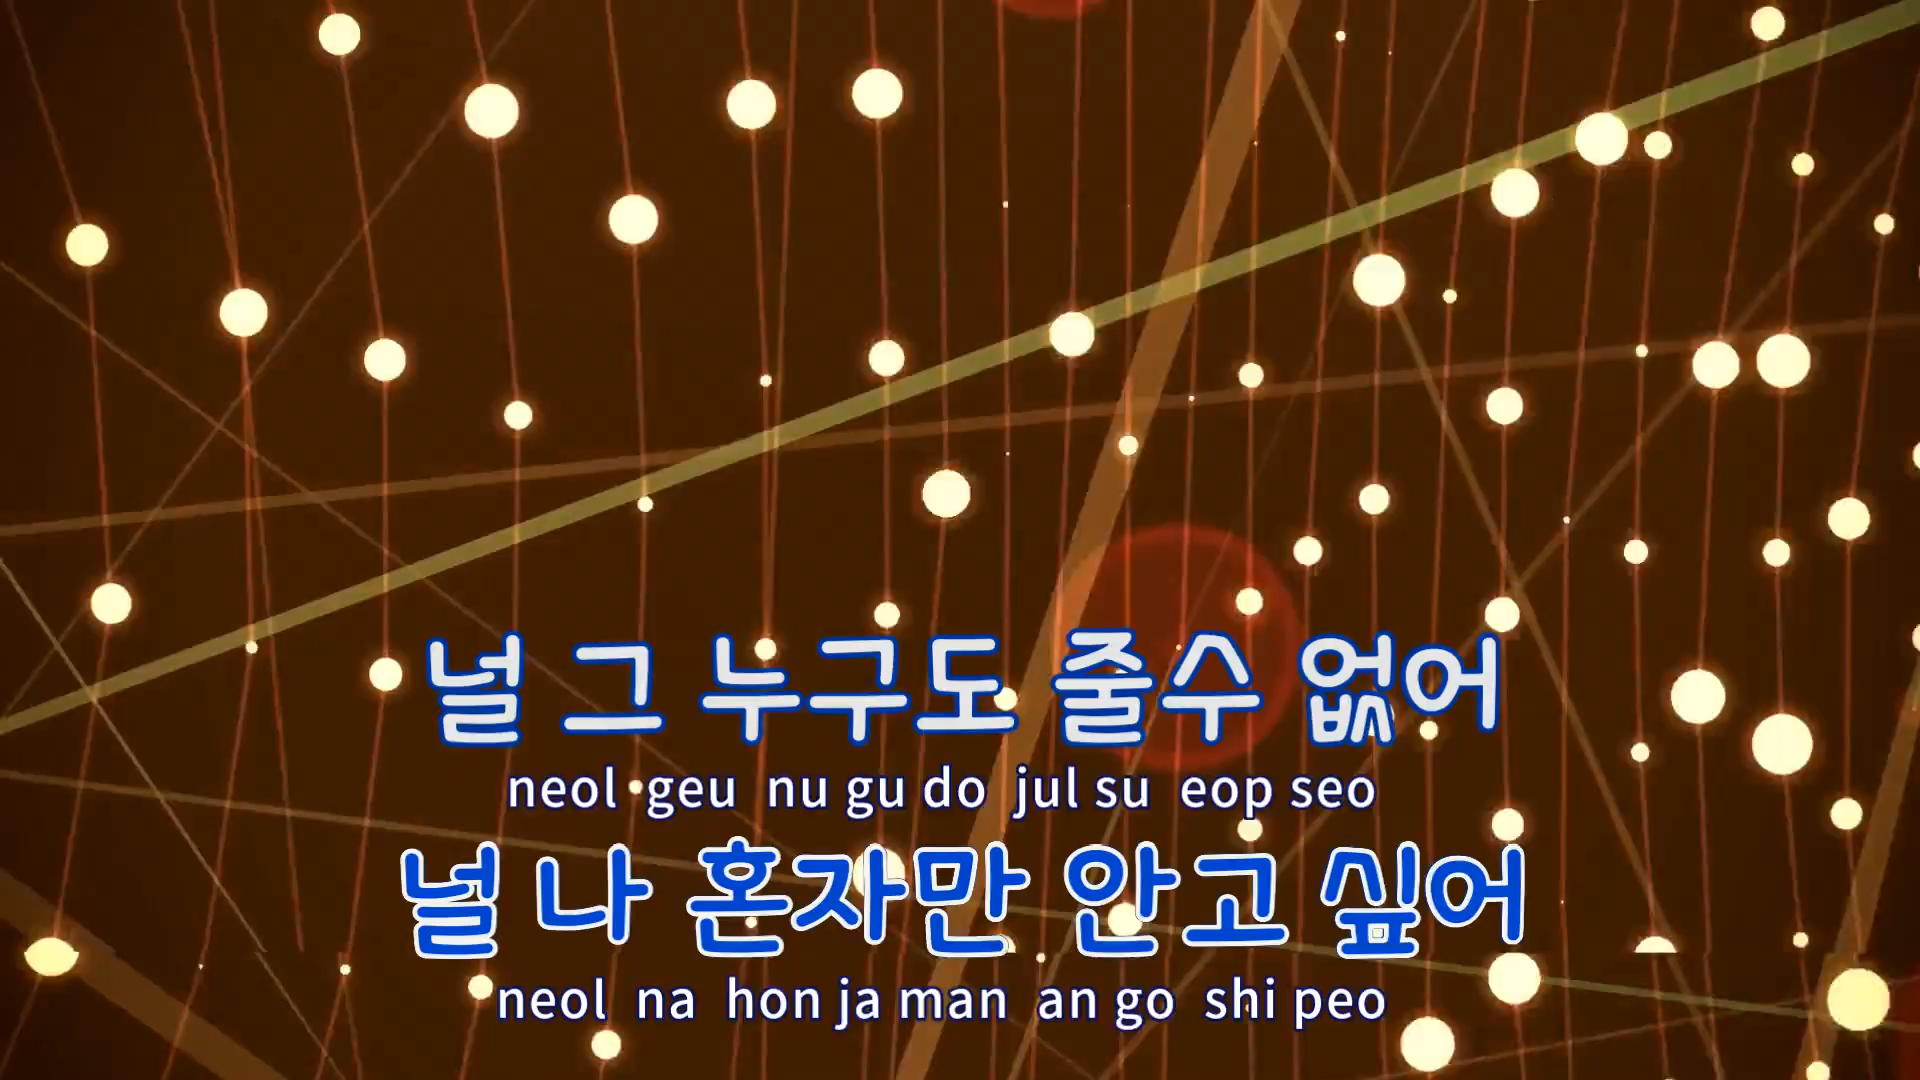 널 그 누구도 줄수 없어
neol geu nu gu do jul su eop seo
널 나 혼자만 안고 싶어
neol na hon ja man an go shi peo